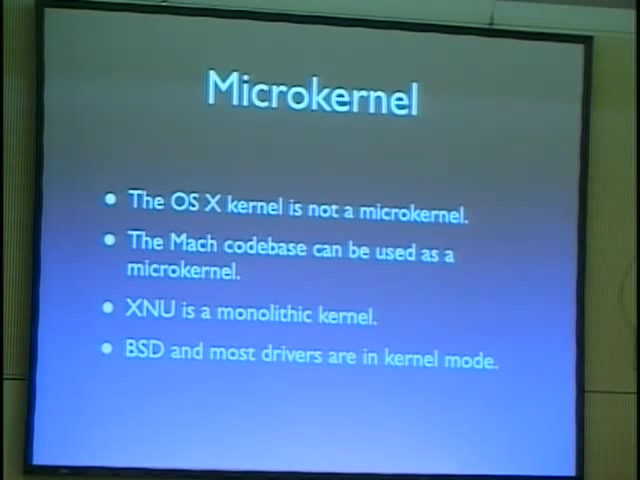 Microkernel
• The OS X kernel is not a microkernel.
• The Mach codebase can be used as a
microkernel.
• XNU is a monolithic kernel.
• BSD and most drivers are in kernel mode.